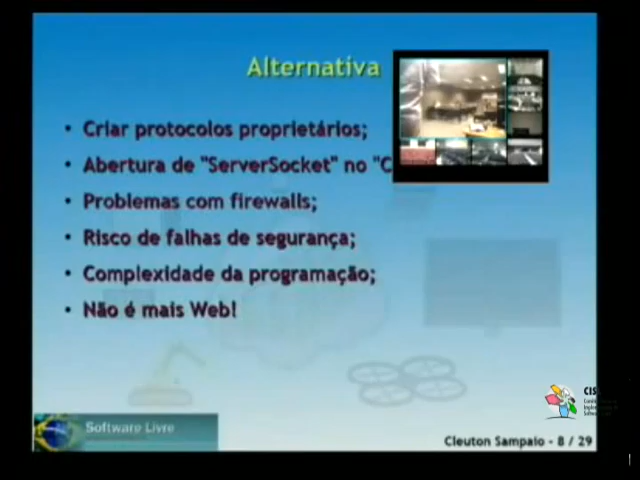 Alternativa
• Criar protocolos proprietários;
• Abertura de "ServerSocket" no "C
• Problemas com firewalls;
• Risco de falhas de segurança;
• Complexidade da programação;
• Não é mais Web!
CIS
Software Livre
Cleuton Sampaio - 8 / 29